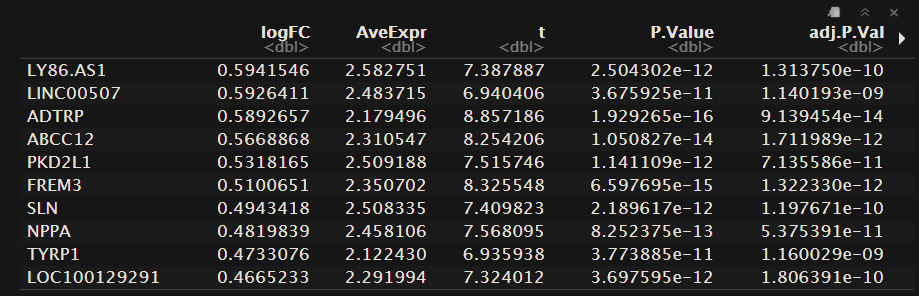 logFC AveExpr t P.Value adj.P.Val
<dbl> <dbl> <dbl> <dbl> <dbl>
LY86.AS1 0.5941546 2.582751 7.387887 2.504302e-12 1.313750e-10
LINC00507 0.5926411 2.483715 6.940406 3.675925e-11 1.140193e-09
ADTRP 0.5892657 2.179496 8.857186 1.929265e-16 9.139454e-14
ABCC12 0.5668868 2.310547 8.254206 1.050827e-14 1.711989e-12
PKD2L1 0.5318165 2.509188 7.515746 1.141109e-12 7.135586e-11
FREM3 0.5100651 2.350702 8.325548 6.597695e-15 1.322330e-12
SLN 0.4943418 2.508335 7.409823 2.189617e-12 1.197671e-10
NPPA 0.4819839 2.458106 7.568095 8.252375e-13 5.375391e-11
TYRP1 0.4733076 2.122430 6.935938 3.773885e-11 1.160029e-09
LOC100129291 0.4665233 2.291994 7.324012 3.697595e-12 1.806391e-10